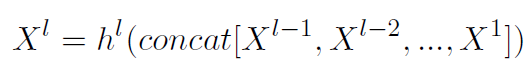 X^l = h^l(concat[X^{l-1}, X^{l-2}, ..., X^1])